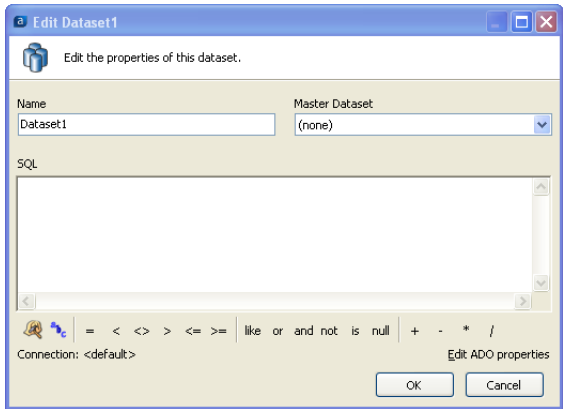 a Edit Dataset1
Edit the properties of this dataset.
Name Master Dataset
Dataset1 (none)
SQL
= < <> > <= >= like or and not is null + - * /
Connection: <default> Edit ADO properties
OK Cancel